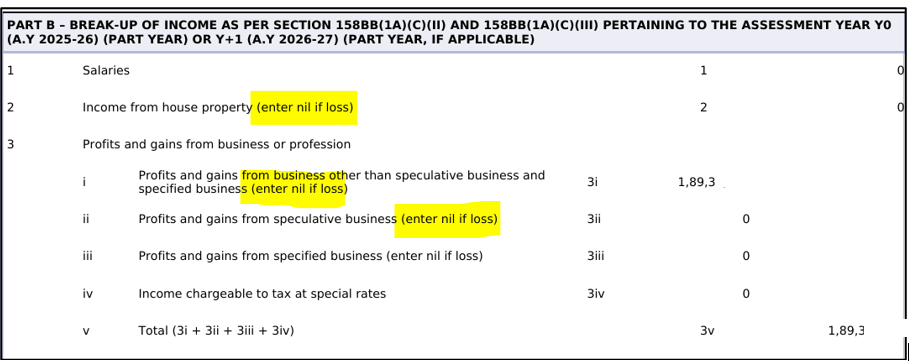 PART B – BREAK-UP OF INCOME AS PER SECTION 158BB(1A)(C)(II) AND 158BB(1A)(C)(III) PERTAINING TO THE ASSESSMENT YEAR Y0
(A.Y 2025-26) (PART YEAR) OR Y+1 (A.Y 2026-27) (PART YEAR, IF APPLICABLE)
1 Salaries 1 0
2 Income from house property (enter nil if loss) 2 0
3 Profits and gains from business or profession
i Profits and gains from business other than speculative business and
specified business (enter nil if loss) 3i 1,89,3
ii Profits and gains from speculative business (enter nil if loss) 3ii 0
iii Profits and gains from specified business (enter nil if loss) 3iii 0
iv Income chargeable to tax at special rates 3iv 0
v Total (3i + 3ii + 3iii + 3iv) 3v 1,89,3